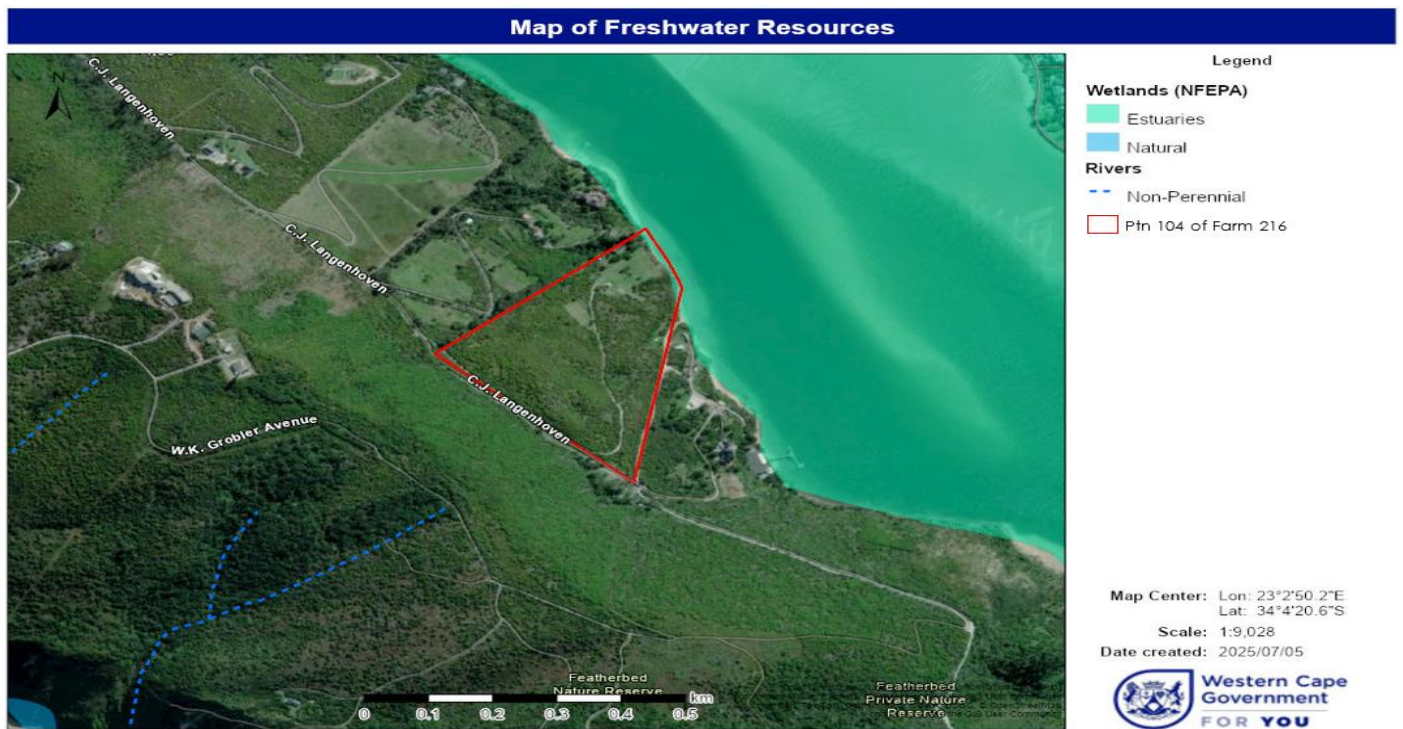 Map of Freshwater Resources
N
C.J. Langenhoven
C.J. Langenhoven
C.J. Langenhoven
W.K. Grobler Avenue
Featherbed
Nature Reserve
Featherbed
Private Nature
Reserve
km
0 0.1 0.2 0.3 0.4 0.5
Legend
Wetlands (NFEPA)
Estuaries
Natural
Rivers
Non-Perennial
Ptn 104 of Farm 216
Map Center: Lon: 23°2'50.2"E
Lat: 34°4'20.6"S
Scale: 1:9,028
Date created: 2025/07/05
Western Cape
Government
FOR YOU